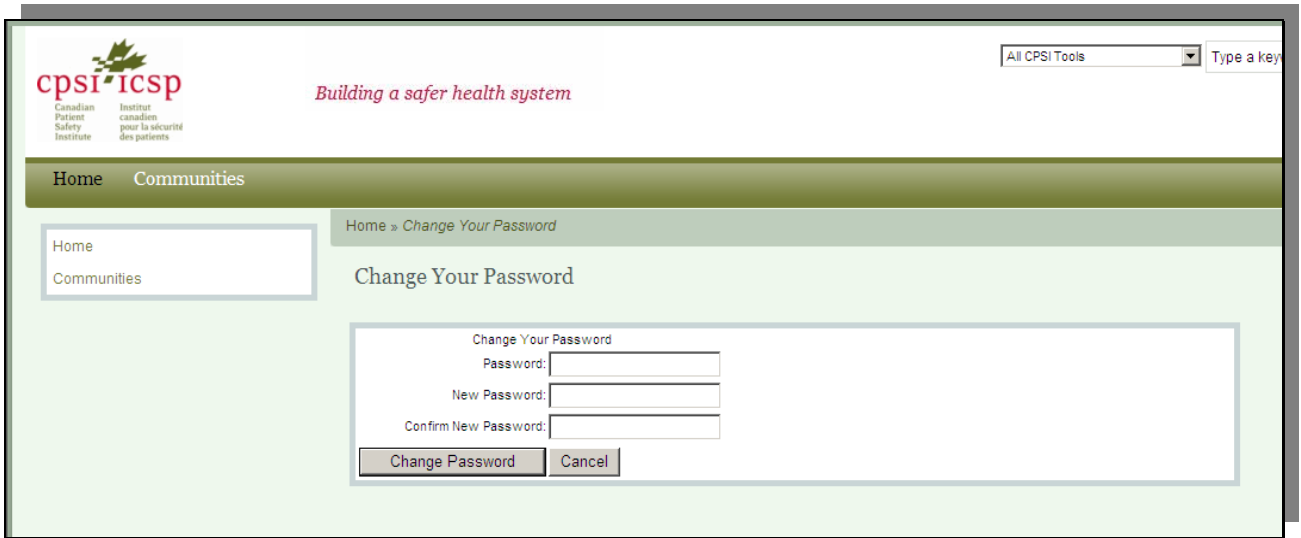 cpsi icsp
Canadian Patient Safety Institute
Institut canadien pour la sécurité des patients
Building a safer health system
All CPSI Tools
Type a key
Home Communities
Home » Change Your Password
Home
Communities
Change Your Password
Change Your Password
Password:
New Password:
Confirm New Password:
Change Password Cancel